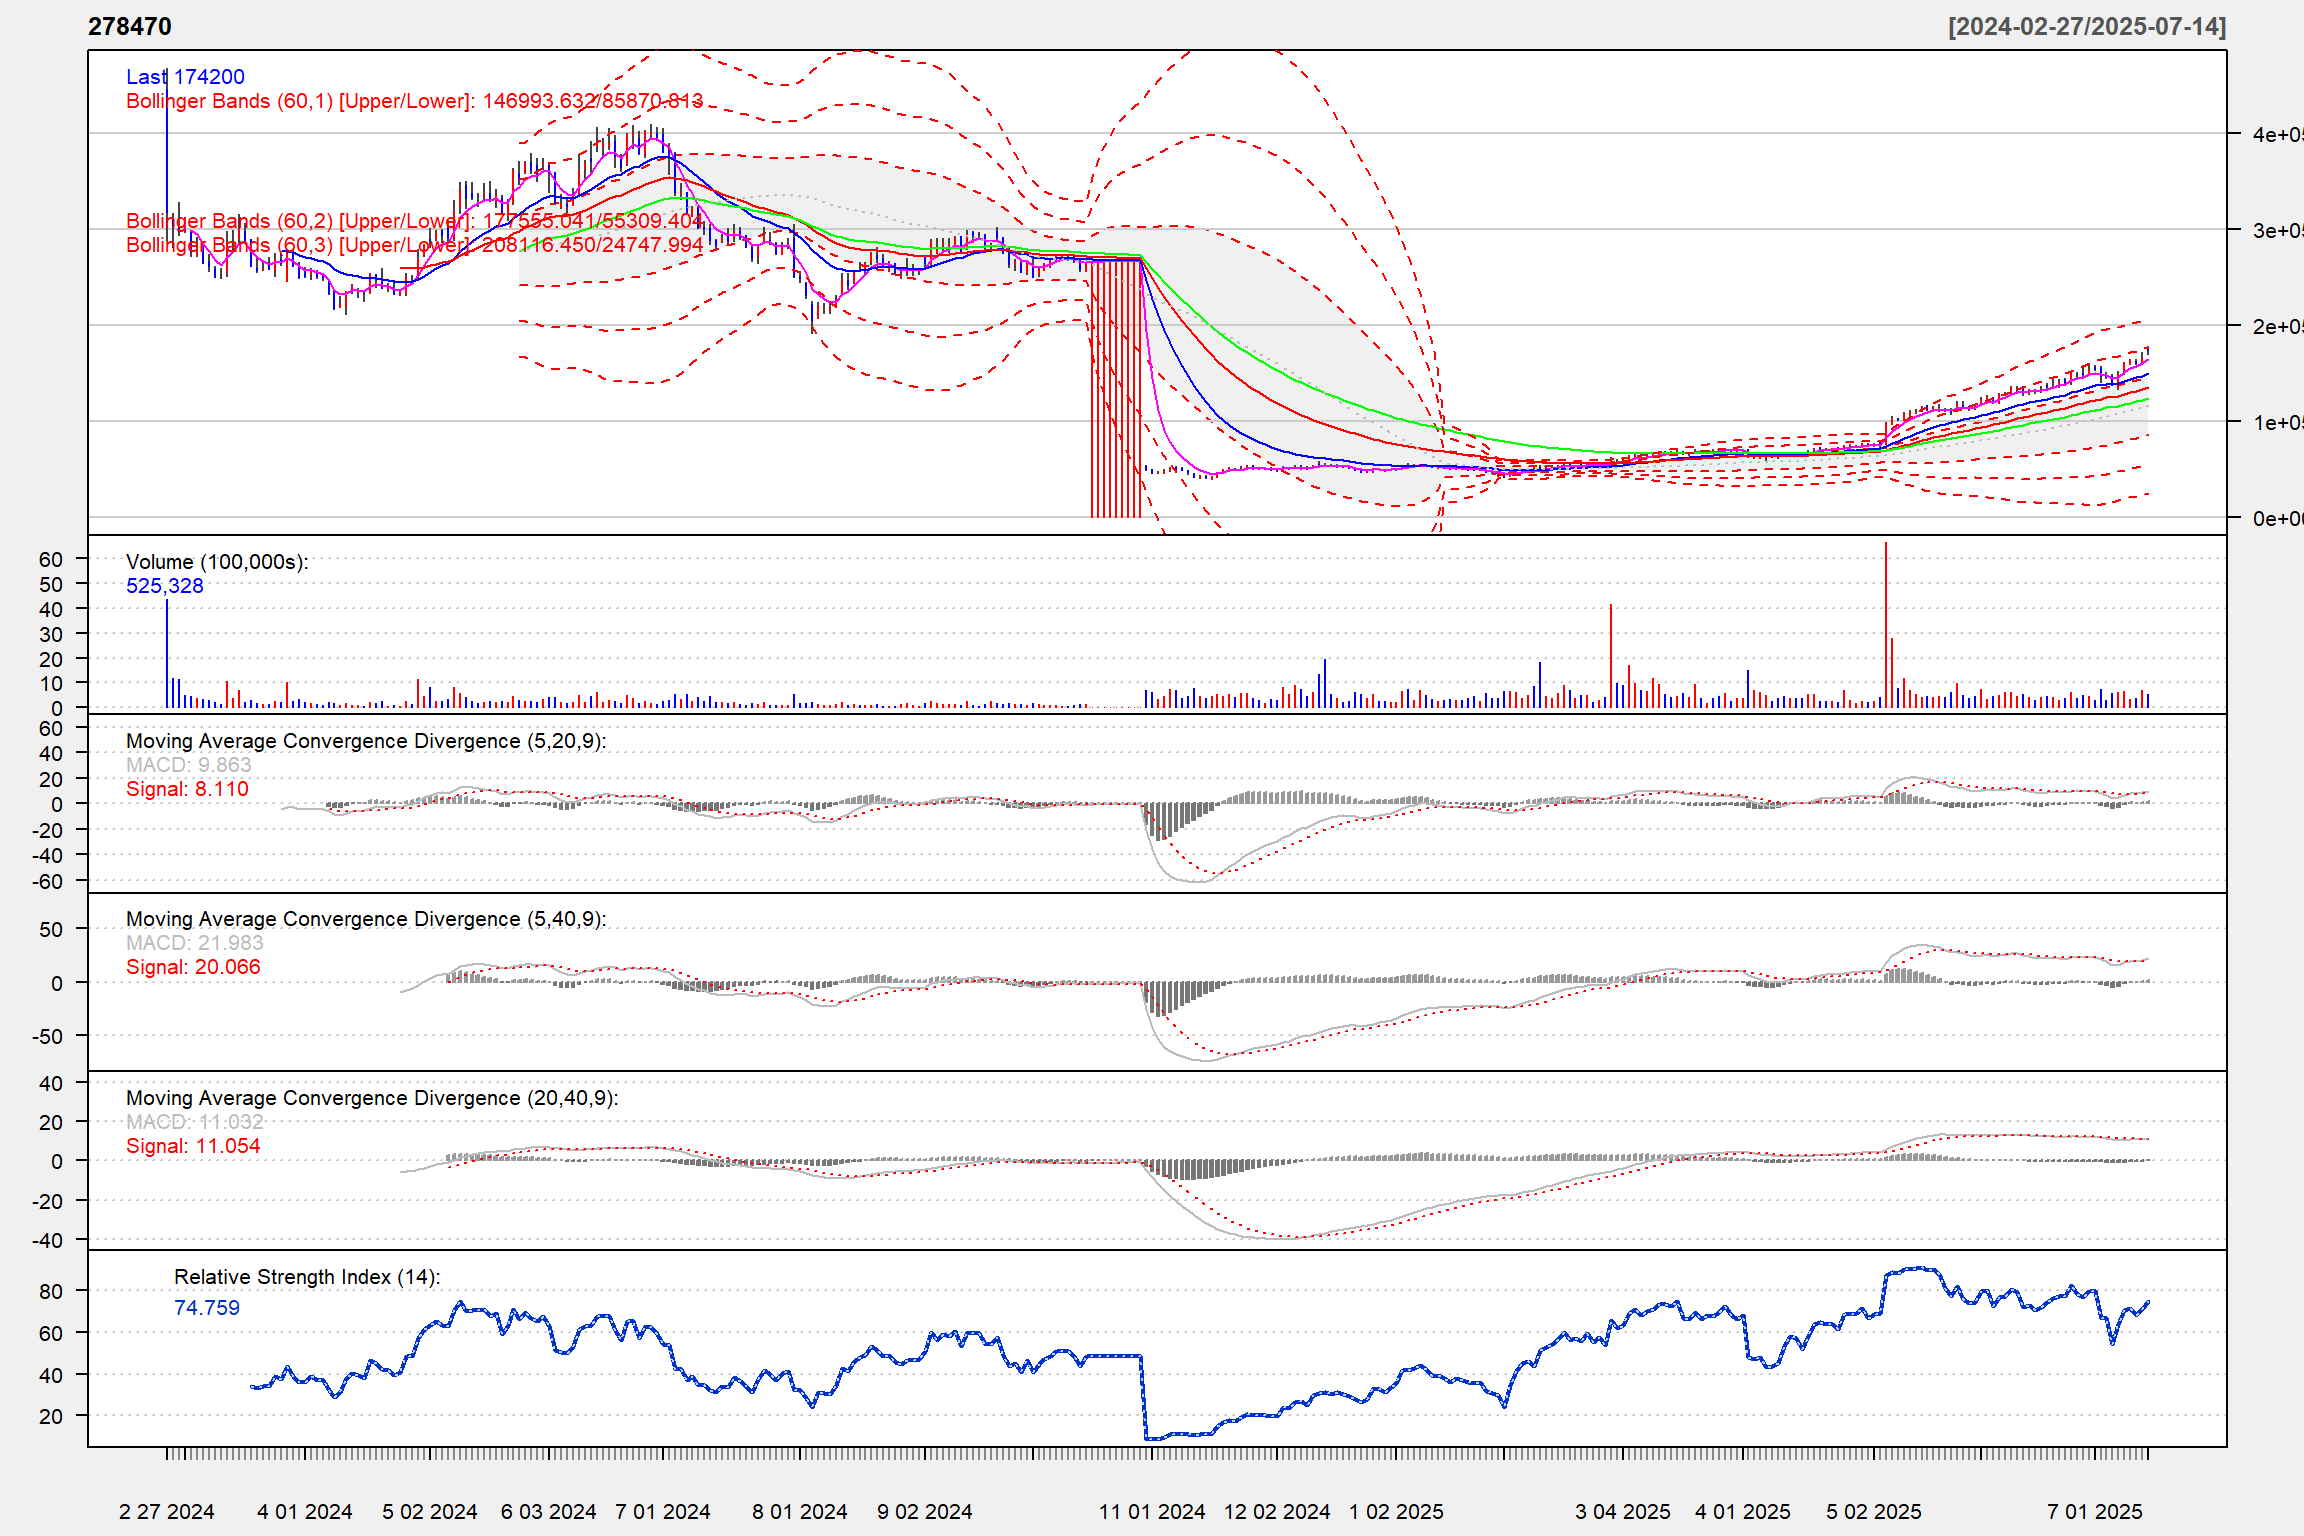 278470
[2024-02-27/2025-07-14]
Last 174200
Bollinger Bands (60,1) [Upper/Lower]: 146993.632/85870.813
4e+05
Bollinger Bands (60,2) [Upper/Lower]: 177555.041/55309.404
3e+05
Bollinger Bands (60,3) [Upper/Lower]: 208116.450/24747.994
2e+05
1e+05
0e+00
Volume (100,000s):
525,328
60
50
40
30
20
10
0
Moving Average Convergence Divergence (5,20,9):
MACD: 9.863
Signal: 8.110
60
40
20
0
-20
-40
-60
Moving Average Convergence Divergence (5,40,9):
MACD: 21.983
Signal: 20.066
50
0
-50
Moving Average Convergence Divergence (20,40,9):
MACD: 11.032
Signal: 11.054
40
20
0
-20
-40
Relative Strength Index (14):
74.759
80
60
40
20
2 27 2024
4 01 2024
5 02 2024
6 03 2024
7 01 2024
8 01 2024
9 02 2024
11 01 2024
12 02 2024
1 02 2025
3 04 2025
4 01 2025
5 02 2025
7 01 2025